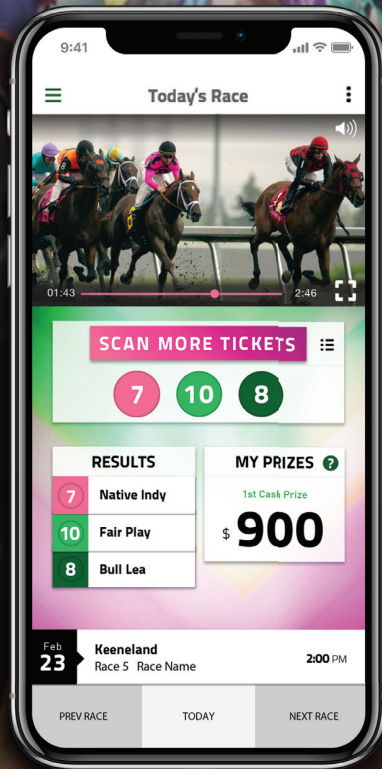 9:41
Today's Race
01:43
2:46
SCAN MORE TICKETS
7 10 8
RESULTS
7 Native Indy
10 Fair Play
8 Bull Lea
MY PRIZES ?
1st Cash Prize
$ 900
Feb
23
Keeneland
Race 5 Race Name
2:00 PM
PREV RACE TODAY NEXT RACE